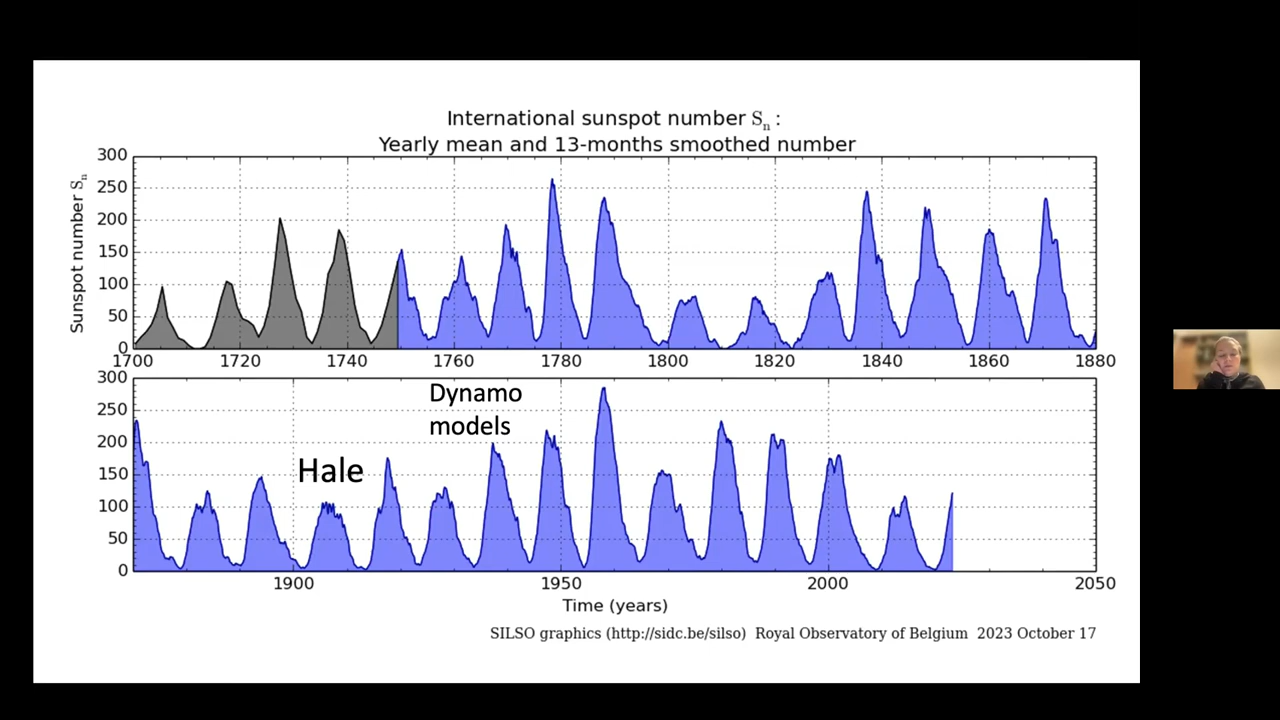 International sunspot number Sn :
Yearly mean and 13-months smoothed number
Sunspot number Sn
300
250
200
150
100
50
0
1700 1720 1740 1760 1780 1800 1820 1840 1860 1880
300
250
200
150
100
50
0
Dynamo
models
Hale
1900 1950 2000 2050
Time (years)
SILSO graphics (http://sidc.be/silso) Royal Observatory of Belgium 2023 October 17